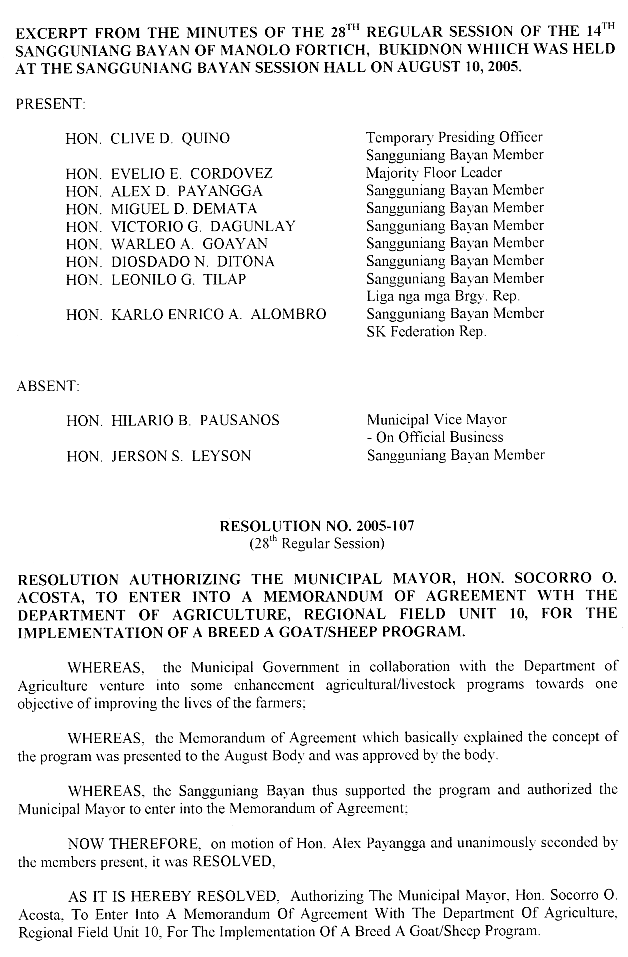 EXCERPT FROM THE MINUTES OF THE 28TH REGULAR SESSION OF THE 14TH
SANGGUNIANG BAYAN OF MANOLO FORTICH, BUKIDNON WHIICH WAS HELD
AT THE SANGGUNIANG BAYAN SESSION HALL ON AUGUST 10, 2005.
PRESENT:
HON. CLIVE D. QUINO Temporary Presiding Officer
Sangguniang Bayan Member
HON. EVELIO E. CORDOVEZ Majority Floor Leader
HON. ALEX D. PAYANGGA Sangguniang Bayan Member
HON. MIGUEL D. DEMATA Sangguniang Bayan Member
HON. VICTORIO G. DAGUNLAY Sangguniang Bayan Member
HON. WARLEO A. GOAYAN Sangguniang Bayan Member
HON. DIOSDADO N. DITONA Sangguniang Bayan Member
HON. LEONILO G. TILAP Sangguniang Bayan Member
Liga nga mga Brgy. Rep.
HON. KARLO ENRICO A. ALOMBRO Sangguniang Bayan Member
SK Federation Rep.
ABSENT:
HON. HILARIO B. PAUSANOS Municipal Vice Mayor
- On Official Business
HON. JERSON S. LEYSON Sangguniang Bayan Member
RESOLUTION NO. 2005-107
(28th Regular Session)
RESOLUTION AUTHORIZING THE MUNICIPAL MAYOR, HON. SOCORRO O.
ACOSTA, TO ENTER INTO A MEMORANDUM OF AGREEMENT WTH THE
DEPARTMENT OF AGRICULTURE, REGIONAL FIELD UNIT 10, FOR THE
IMPLEMENTATION OF A BREED A GOAT/SHEEP PROGRAM.
WHEREAS, the Municipal Government in collaboration with the Department of
Agriculture venture into some enhancement agricultural/livestock programs towards one
objective of improving the lives of the farmers;
WHEREAS, the Memorandum of Agreement which basically explained the concept of
the program was presented to the August Body and was approved by the body.
WHEREAS, the Sangguniang Bayan thus supported the program and authorized the
Municipal Mayor to enter into the Memorandum of Agreement;
NOW THEREFORE, on motion of Hon. Alex Payangga and unanimously seconded by
the members present, it was RESOLVED,
AS IT IS HEREBY RESOLVED, Authorizing The Municipal Mayor, Hon. Socorro O.
Acosta, To Enter Into A Memorandum Of Agreement With The Department Of Agriculture,
Regional Field Unit 10, For The Implementation Of A Breed A Goat/Sheep Program.